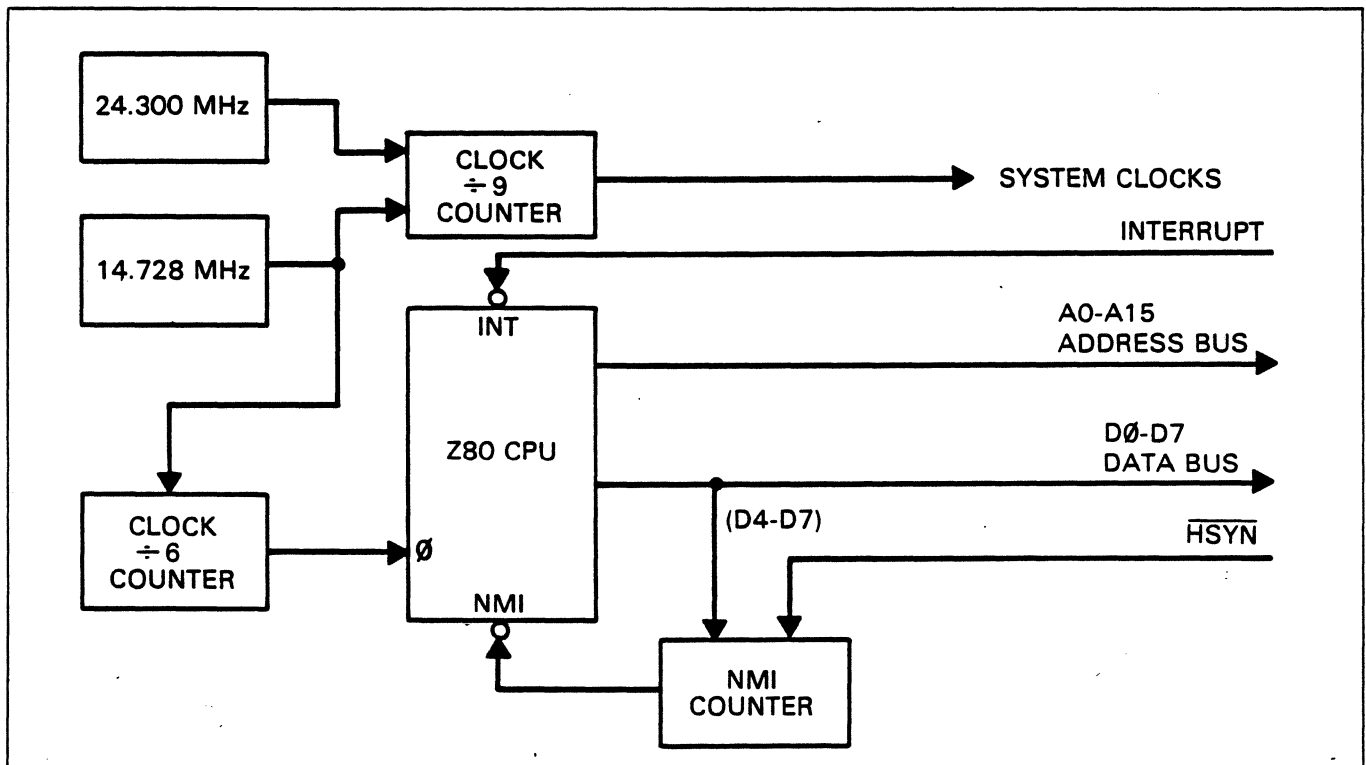 24.300 MHz
CLOCK
÷9
COUNTER
SYSTEM CLOCKS
INTERRUPT
14.728 MHz
INT
A0-A15
ADDRESS BUS
Z80 CPU
DØ-D7
DATA BUS
(D4-D7)
HSYN
CLOCK
÷6
COUNTER
Ø
NMI
NMI
COUNTER